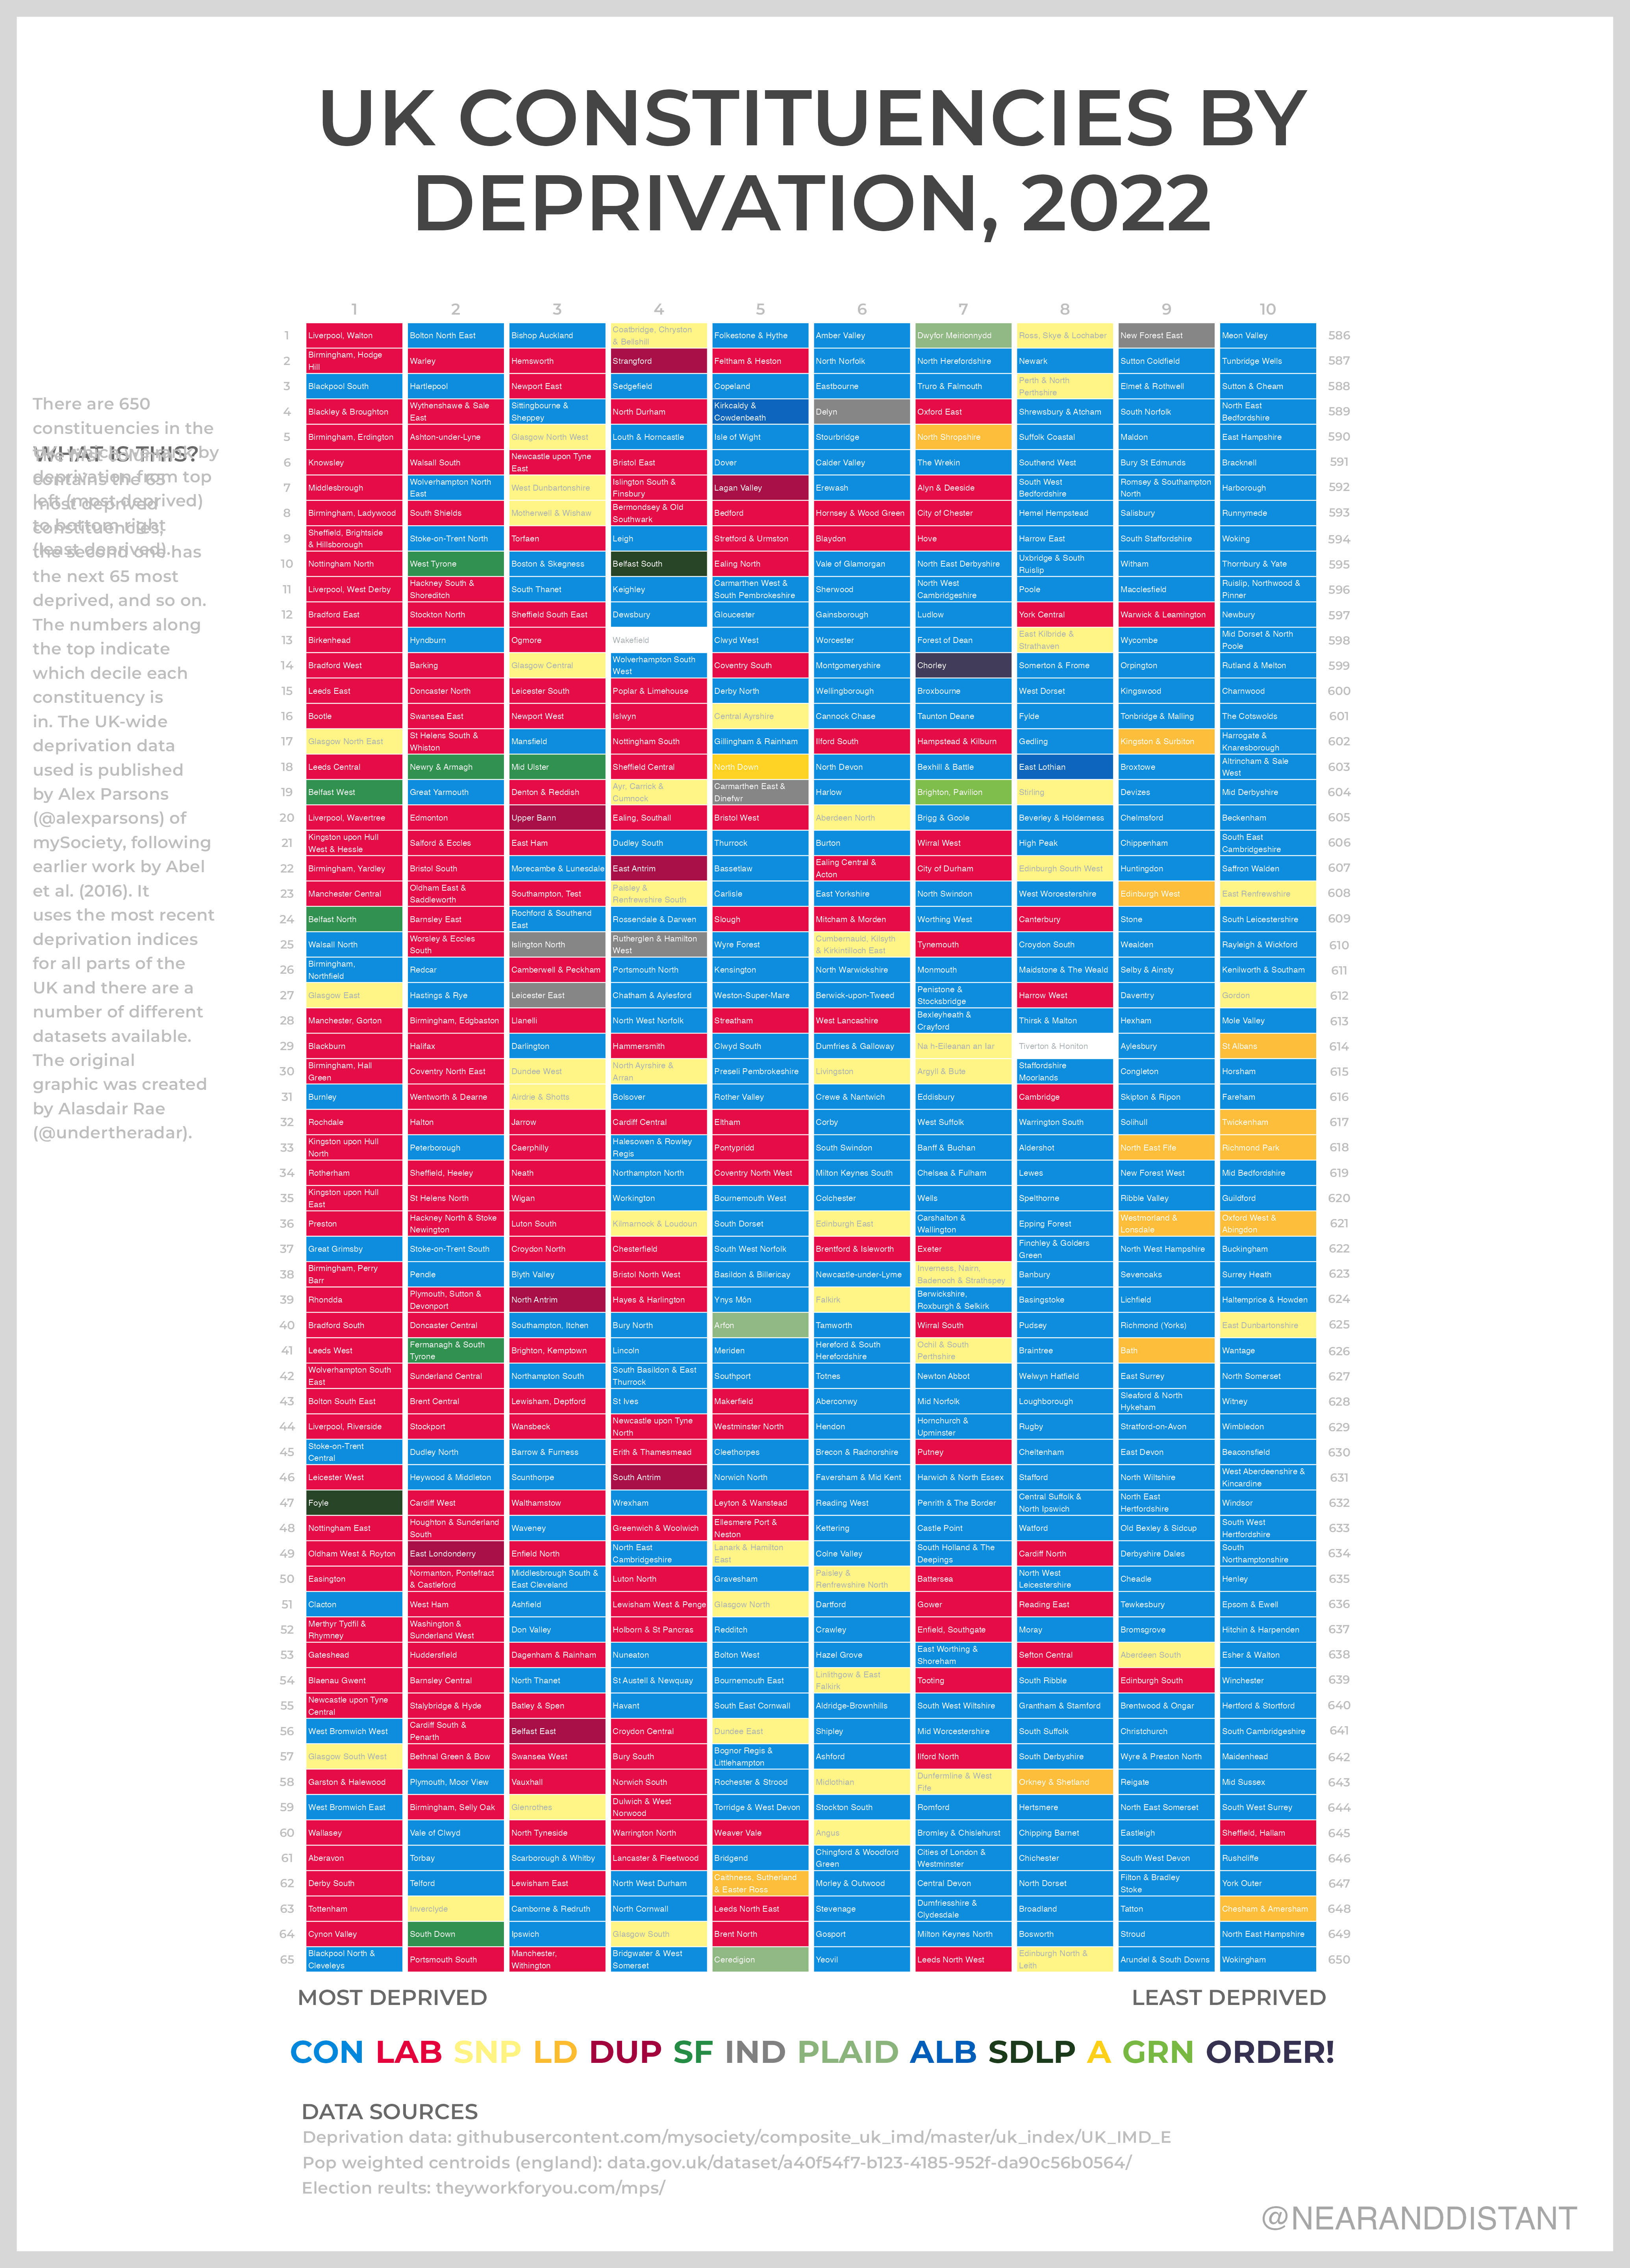 UK CONSTITUENCIES BY
DEPRIVATION, 2022
There are 650
constituencies in the
WHAT IS THIS?
deprivation from top
left (most deprived)
to bottom right
(least deprived).
contains the 65
most deprived
constituencies,
the second one has
the next 65 most
deprived, and so on.
The numbers along
the top indicate
which decile each
constituency is
in. The UK-wide
deprivation data
used is published
by Alex Parsons
(@alexparsons) of
mySociety, following
earlier work by Abel
et al. (2016). It
uses the most recent
deprivation indices
for all parts of the
UK and there are a
number of different
datasets available.
The original
graphic was created
by Alasdair Rae
(@undertheradar).
1 2 3 4 5 6 7 8 9 10
1 Liverpool, Walton Bolton North East Bishop Auckland Coatbridge, Chryston & Bellshill Folkestone & Hythe Amber Valley Dwyfor Meirionnydd Ross, Skye & Lochaber New Forest East Meon Valley 586
2 Birmingham, Hodge Hill Warley Hemsworth Strangford Feltham & Heston North Norfolk North Herefordshire Newark Sutton Coldfield Tunbridge Wells 587
3 Blackpool South Hartlepool Newport East Sedgefield Copeland Eastbourne Truro & Falmouth Perth & North Perthshire Elmet & Rothwell Sutton & Cheam 588
4 Blackley & Broughton Wythenshawe & Sale East Sittingbourne & Sheppey North Durham Kirkcaldy & Cowdenbeath Delyn Oxford East Shrewsbury & Atcham South Norfolk North East Bedfordshire 589
5 Birmingham, Erdington Ashton-under-Lyne Glasgow North West Louth & Horncastle Isle of Wight Stourbridge North Shropshire Suffolk Coastal Maldon East Hampshire 590
6 Knowsley Walsall South Newcastle upon Tyne East Bristol East Dover Calder Valley The Wrekin Southend West Bury St Edmunds Bracknell 591
7 Middlesbrough Wolverhampton North East West Dunbartonshire Islington South & Finsbury Lagan Valley Erewash Alyn & Deeside South West Bedfordshire Romsey & Southampton North Harborough 592
8 Birmingham, Ladywood South Shields Motherwell & Wishaw Bermondsey & Old Southwark Bedford Hornsey & Wood Green City of Chester Hemel Hempstead Salisbury Runnymede 593
9 Sheffield, Brightside & Hillsborough Stoke-on-Trent North Torfaen Leigh Stretford & Urmston Blaydon Hove Harrow East South Staffordshire Woking 594
10 Nottingham North West Tyrone Boston & Skegness Belfast South Ealing North Vale of Glamorgan North East Derbyshire Uxbridge & South Ruislip Witham Thornbury & Yate 595
11 Liverpool, West Derby Hackney South & Shoreditch South Thanet Keighley Carmarthen West & South Pembrokeshire Sherwood North West Cambridgeshire Poole Macclesfield Ruislip, Northwood & Pinner 596
12 Bradford East Stockton North Sheffield South East Dewsbury Gloucester Gainsborough Ludlow York Central Warwick & Leamington Newbury 597
13 Birkenhead Hyndburn Ogmore Wakefield Clwyd West Worcester Forest of Dean East Kilbride & Strathaven Wycombe Mid Dorset & North Poole 598
14 Bradford West Barking Glasgow Central Wolverhampton South West Coventry South Montgomeryshire Chorley Somerton & Frome Orpington Rutland & Melton 599
15 Leeds East Doncaster North Leicester South Poplar & Limehouse Derby North Wellingborough Broxbourne West Dorset Kingswood Charnwood 600
16 Bootle Swansea East Newport West Islwyn Central Ayrshire Cannock Chase Taunton Deane Fylde Tonbridge & Malling The Cotswolds 601
17 Glasgow North East St Helens South & Whiston Mansfield Nottingham South Gillingham & Rainham Ilford South Hampstead & Kilburn Gedling Kingston & Surbiton Harrogate & Knaresborough 602
18 Leeds Central Newry & Armagh Mid Ulster Sheffield Central North Down North Devon Bexhill & Battle East Lothian Broxtowe Altrincham & Sale West 603
19 Belfast West Great Yarmouth Denton & Reddish Ayr, Carrick & Cumnock Carmarthen East & Dinefwr Harlow Brighton, Pavilion Stirling Devizes Mid Derbyshire 604
20 Liverpool, Wavertree Edmonton Upper Bann Ealing, Southall Bristol West Aberdeen North Brigg & Goole Beverley & Holderness Chelmsford Beckenham 605
21 Kingston upon Hull West & Hessle Salford & Eccles East Ham Dudley South Thurrock Burton Wirral West High Peak Chippenham South East Cambridgeshire 606
22 Birmingham, Yardley Bristol South Morecambe & Lunesdale East Antrim Bassetlaw Ealing Central & Acton City of Durham Edinburgh South West Huntingdon Saffron Walden 607
23 Manchester Central Oldham East & Saddleworth Southampton, Test Paisley & Renfrewshire South Carlisle East Yorkshire North Swindon West Worcestershire Edinburgh West East Renfrewshire 608
24 Belfast North Barnsley East Rochford & Southend East Rossendale & Darwen Slough Mitcham & Morden Worthing West Canterbury Stone South Leicestershire 609
25 Walsall North Worsley & Eccles South Islington North Rutherglen & Hamilton West Wyre Forest Cumbernauld, Kilsyth & Kirkintilloch East Tynemouth Croydon South Wealden Rayleigh & Wickford 610
26 Birmingham, Northfield Redcar Camberwell & Peckham Portsmouth North Kensington North Warwickshire Monmouth Maidstone & The Weald Selby & Ainsty Kenilworth & Southam 611
27 Glasgow East Hastings & Rye Leicester East Chatham & Aylesford Weston-Super-Mare Berwick-upon-Tweed Penistone & Stocksbridge Harrow West Daventry Gordon 612
28 Manchester, Gorton Birmingham, Edgbaston Llanelli North West Norfolk Streatham West Lancashire Bexleyheath & Crayford Thirsk & Malton Hexham Mole Valley 613
29 Blackburn Halifax Darlington Hammersmith Clwyd South Dumfries & Galloway Na h-Eileanan an Iar Tiverton & Honiton Aylesbury St Albans 614
30 Birmingham, Hall Green Coventry North East Dundee West North Ayrshire & Arran Preseli Pembrokeshire Livingston Argyll & Bute Staffordshire Moorlands Congleton Horsham 615
31 Burnley Wentworth & Dearne Airdrie & Shotts Bolsover Rother Valley Crewe & Nantwich Eddisbury Cambridge Skipton & Ripon Fareham 616
32 Rochdale Halton Jarrow Cardiff Central Eltham Corby West Suffolk Warrington South Solihull Twickenham 617
33 Kingston upon Hull North Peterborough Caerphilly Halesowen & Rowley Regis Pontypridd South Swindon Banff & Buchan Aldershot North East Fife Richmond Park 618
34 Rotherham Sheffield, Heeley Neath Northampton North Coventry North West Milton Keynes South Chelsea & Fulham Lewes New Forest West Mid Bedfordshire 619
35 Kingston upon Hull East St Helens North Wigan Workington Bournemouth West Colchester Wells Spelthorne Ribble Valley Guildford 620
36 Preston Hackney North & Stoke Newington Luton South Kilmarnock & Loudoun South Dorset Edinburgh East Carshalton & Wallington Epping Forest Westmorland & Lonsdale Oxford West & Abingdon 621
37 Great Grimsby Stoke-on-Trent South Croydon North Chesterfield South West Norfolk Brentford & Isleworth Exeter Finchley & Golders Green North West Hampshire Buckingham 622
38 Birmingham, Perry Barr Pendle Blyth Valley Bristol North West Basildon & Billericay Newcastle-under-Lyme Inverness, Nairn, Badenoch & Strathspey Banbury Sevenoaks Surrey Heath 623
39 Rhondda Plymouth, Sutton & Devonport North Antrim Hayes & Harlington Ynys Môn Falkirk Berwickshire, Roxburgh & Selkirk Basingstoke Lichfield Haltemprice & Howden 624
40 Bradford South Doncaster Central Southampton, Itchen Bury North Arfon Tamworth Wirral South Pudsey Richmond (Yorks) East Dunbartonshire 625
41 Leeds West Fermanagh & South Tyrone Brighton, Kemptown Lincoln Meriden Hereford & South Herefordshire Ochil & South Perthshire Braintree Bath Wantage 626
42 Wolverhampton South East Sunderland Central Northampton South South Basildon & East Thurrock Southport Totnes Newton Abbot Welwyn Hatfield East Surrey North Somerset 627
43 Bolton South East Brent Central Lewisham, Deptford St Ives Makerfield Aberconwy Mid Norfolk Loughborough Sleaford & North Hykeham Witney 628
44 Liverpool, Riverside Stockport Wansbeck Newcastle upon Tyne North Westminster North Hendon Hornchurch & Upminster Rugby Stratford-on-Avon Wimbledon 629
45 Stoke-on-Trent Central Dudley North Barrow & Furness Erith & Thamesmead Cleethorpes Brecon & Radnorshire Putney Cheltenham East Devon Beaconsfield 630
46 Leicester West Heywood & Middleton Scunthorpe South Antrim Norwich North Faversham & Mid Kent Harwich & North Essex Stafford North Wiltshire West Aberdeenshire & Kincardine 631
47 Foyle Cardiff West Walthamstow Wrexham Leyton & Wanstead Reading West Penrith & The Border Central Suffolk & North Ipswich North East Hertfordshire Windsor 632
48 Nottingham East Houghton & Sunderland South Waveney Greenwich & Woolwich Ellesmere Port & Neston Kettering Castle Point Watford Old Bexley & Sidcup South West Hertfordshire 633
49 Oldham West & Royton East Londonderry Enfield North North East Cambridgeshire Lanark & Hamilton East Colne Valley South Holland & The Deepings Cardiff North Derbyshire Dales South Northamptonshire 634
50 Easington Normanton, Pontefract & Castleford Middlesbrough South & East Cleveland Luton North Gravesham Paisley & Renfrewshire North Battersea North West Leicestershire Cheadle Henley 635
51 Clacton West Ham Ashfield Lewisham West & Penge Glasgow North Dartford Gower Reading East Tewkesbury Epsom & Ewell 636
52 Merthyr Tydfil & Rhymney Washington & Sunderland West Don Valley Holborn & St Pancras Redditch Crawley Enfield, Southgate Moray Bromsgrove Hitchin & Harpenden 637
53 Gateshead Huddersfield Dagenham & Rainham Nuneaton Bolton West Hazel Grove East Worthing & Shoreham Sefton Central Aberdeen South Esher & Walton 638
54 Blaenau Gwent Barnsley Central North Thanet St Austell & Newquay Bournemouth East Linlithgow & East Falkirk Tooting South Ribble Edinburgh South Winchester 639
55 Newcastle upon Tyne Central Stalybridge & Hyde Batley & Spen Havant South East Cornwall Aldridge-Brownhills South West Wiltshire Grantham & Stamford Brentwood & Ongar Hertford & Stortford 640
56 West Bromwich West Cardiff South & Penarth Belfast East Croydon Central Dundee East Shipley Mid Worcestershire South Suffolk Christchurch South Cambridgeshire 641
57 Glasgow South West Bethnal Green & Bow Swansea West Bury South Bognor Regis & Littlehampton Ashford Ilford North South Derbyshire Wyre & Preston North Maidenhead 642
58 Garston & Halewood Plymouth, Moor View Vauxhall Norwich South Rochester & Strood Midlothian Dunfermline & West Fife Orkney & Shetland Reigate Mid Sussex 643
59 West Bromwich East Birmingham, Selly Oak Glenrothes Dulwich & West Norwood Torridge & West Devon Stockton South Romford Hertsmere North East Somerset South West Surrey 644
60 Wallasey Vale of Clwyd North Tyneside Warrington North Weaver Vale Angus Bromley & Chislehurst Chipping Barnet Eastleigh Sheffield, Hallam 645
61 Aberavon Torbay Scarborough & Whitby Lancaster & Fleetwood Bridgend Chingford & Woodford Green Cities of London & Westminster Chichester South West Devon Rushcliffe 646
62 Derby South Telford Lewisham East North West Durham Caithness, Sutherland & Easter Ross Morley & Outwood Central Devon North Dorset Filton & Bradley Stoke York Outer 647
63 Tottenham Inverclyde Camborne & Redruth North Cornwall Leeds North East Stevenage Dumfriesshire & Clydesdale Broadland Tatton Chesham & Amersham 648
64 Cynon Valley South Down Ipswich Glasgow South Brent North Gosport Milton Keynes North Bosworth Stroud North East Hampshire 649
65 Blackpool North & Cleveleys Portsmouth South Manchester, Withington Bridgwater & West Somerset Ceredigion Yeovil Leeds North West Edinburgh North & Leith Arundel & South Downs Wokingham 650
MOST DEPRIVED LEAST DEPRIVED
CON LAB SNP LD DUP SF IND PLAID ALB SDLP A GRN ORDER!
DATA SOURCES
Deprivation data: githubusercontent.com/mysociety/composite_uk_imd/master/uk_index/UK_IMD_E
Pop weighted centroids (england): data.gov.uk/dataset/a40f54f7-b123-4185-952f-da90c56b0564/
Election reults: theyworkforyou.com/mps/
@NEARANDDISTANT